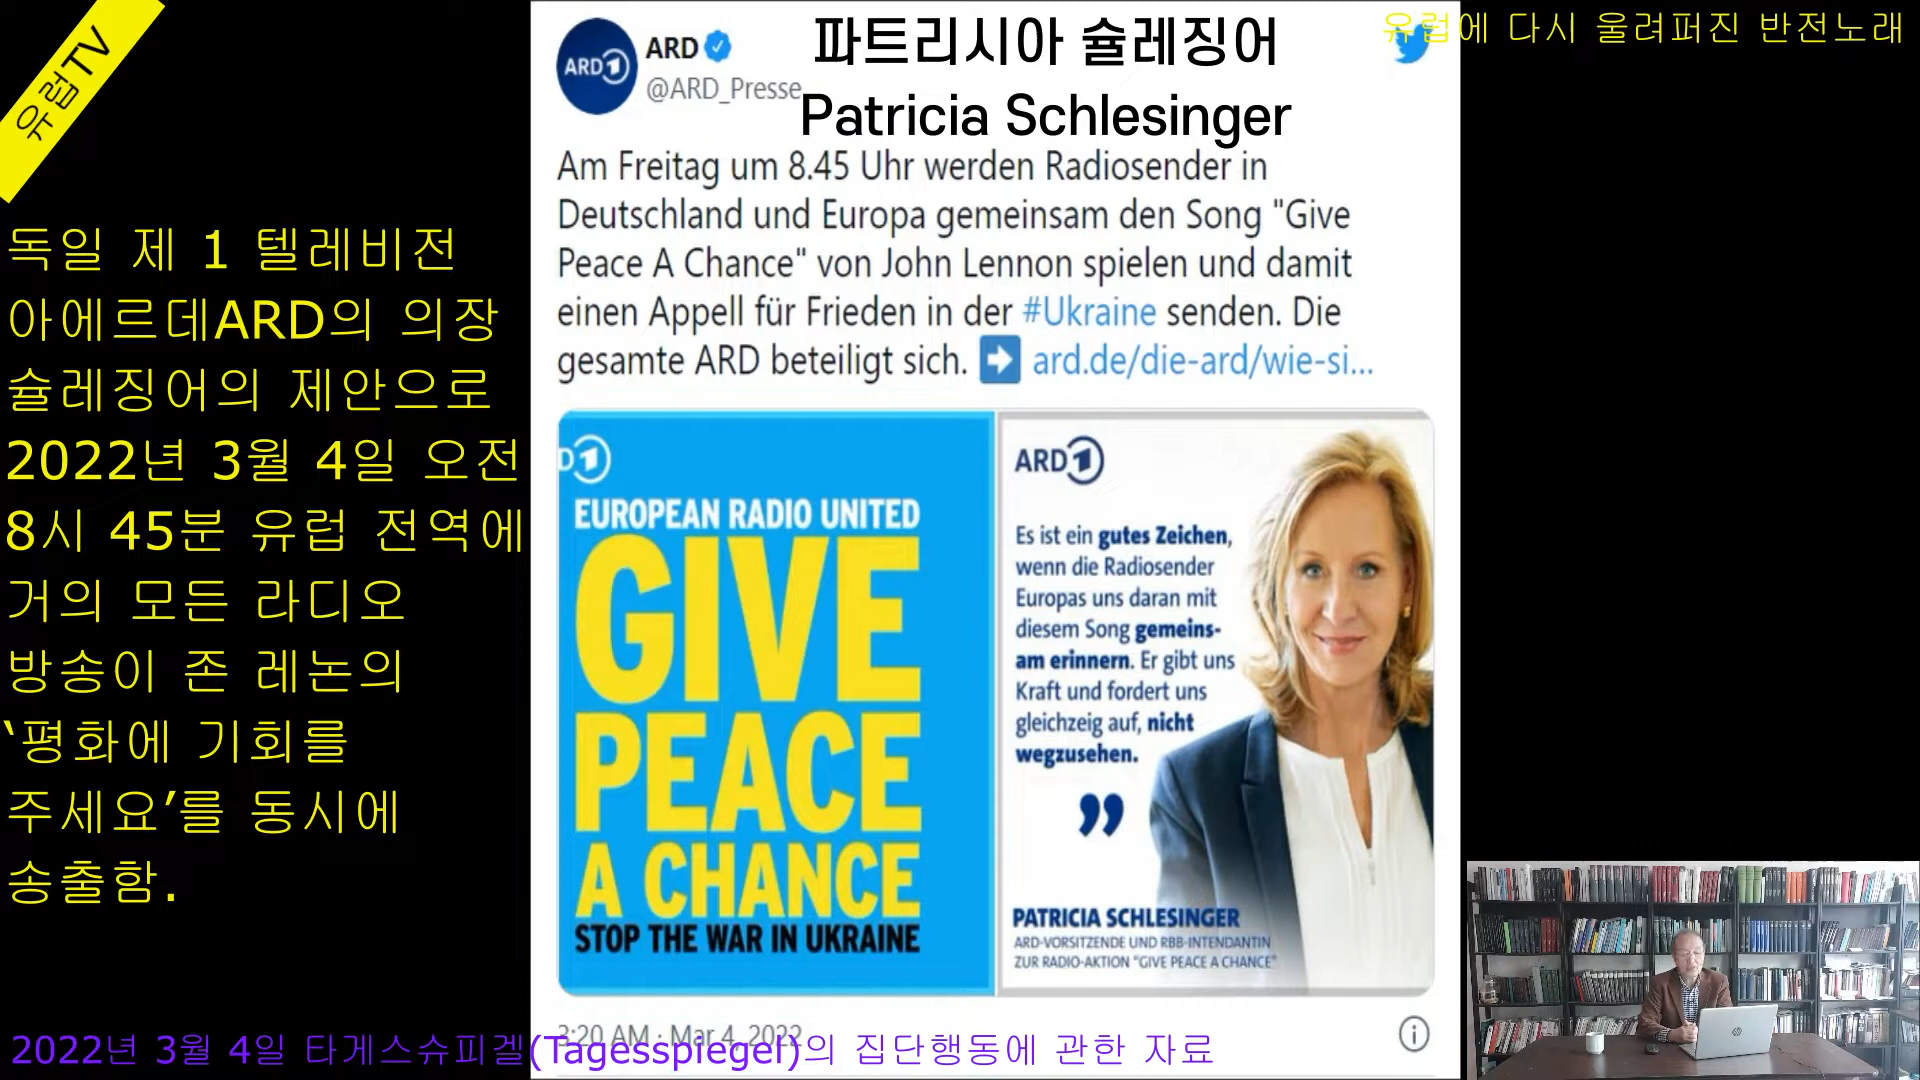 유럽TV
유럽에 다시 울려퍼진 반전노래
독일 제 1 텔레비전
아에르데ARD의 의장
슐레징어의 제안으로
2022년 3월 4일 오전
8시 45분 유럽 전역에
거의 모든 라디오
방송이 존 레논의
‘평화에 기회를
주세요’를 동시에
송출함.
파트리시아 슐레징어
Patricia Schlesinger
ARD 1
ARD
@ARD_Presse
Am Freitag um 8.45 Uhr werden Radiosender in
Deutschland und Europa gemeinsam den Song "Give
Peace A Chance" von John Lennon spielen und damit
einen Appell für Frieden in der #Ukraine senden. Die
gesamte ARD beteiligt sich. ➡ ard.de/die-ard/wie-si...
D 1
EUROPEAN RADIO UNITED
GIVE
PEACE
A CHANCE
STOP THE WAR IN UKRAINE
ARD 1
Es ist ein gutes Zeichen,
wenn die Radiosender
Europas uns daran mit
diesem Song gemeins-
am erinnern. Er gibt uns
Kraft und fordert uns
gleichzeig auf, nicht
wegzusehen.
”
PATRICIA SCHLESINGER
ARD-VORSITZENDE UND RBB-INTENDANTIN
ZUR RADIO-AKTION "GIVE PEACE A CHANCE"
3:20 AM · Mar 4, 2022
2022년 3월 4일 타게스슈피겔(Tagesspiegel)의 집단행동에 관한 자료
hp